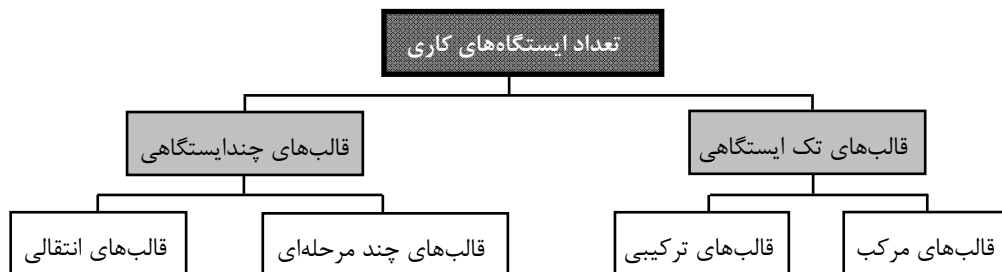 تعداد ایستگاه‌های کاری
قالب‌های تک ایستگاهی
قالب‌های چندایستگاهی
قالب‌های مرکب
قالب‌های ترکیبی
قالب‌های چند مرحله‌ای
قالب‌های انتقالی